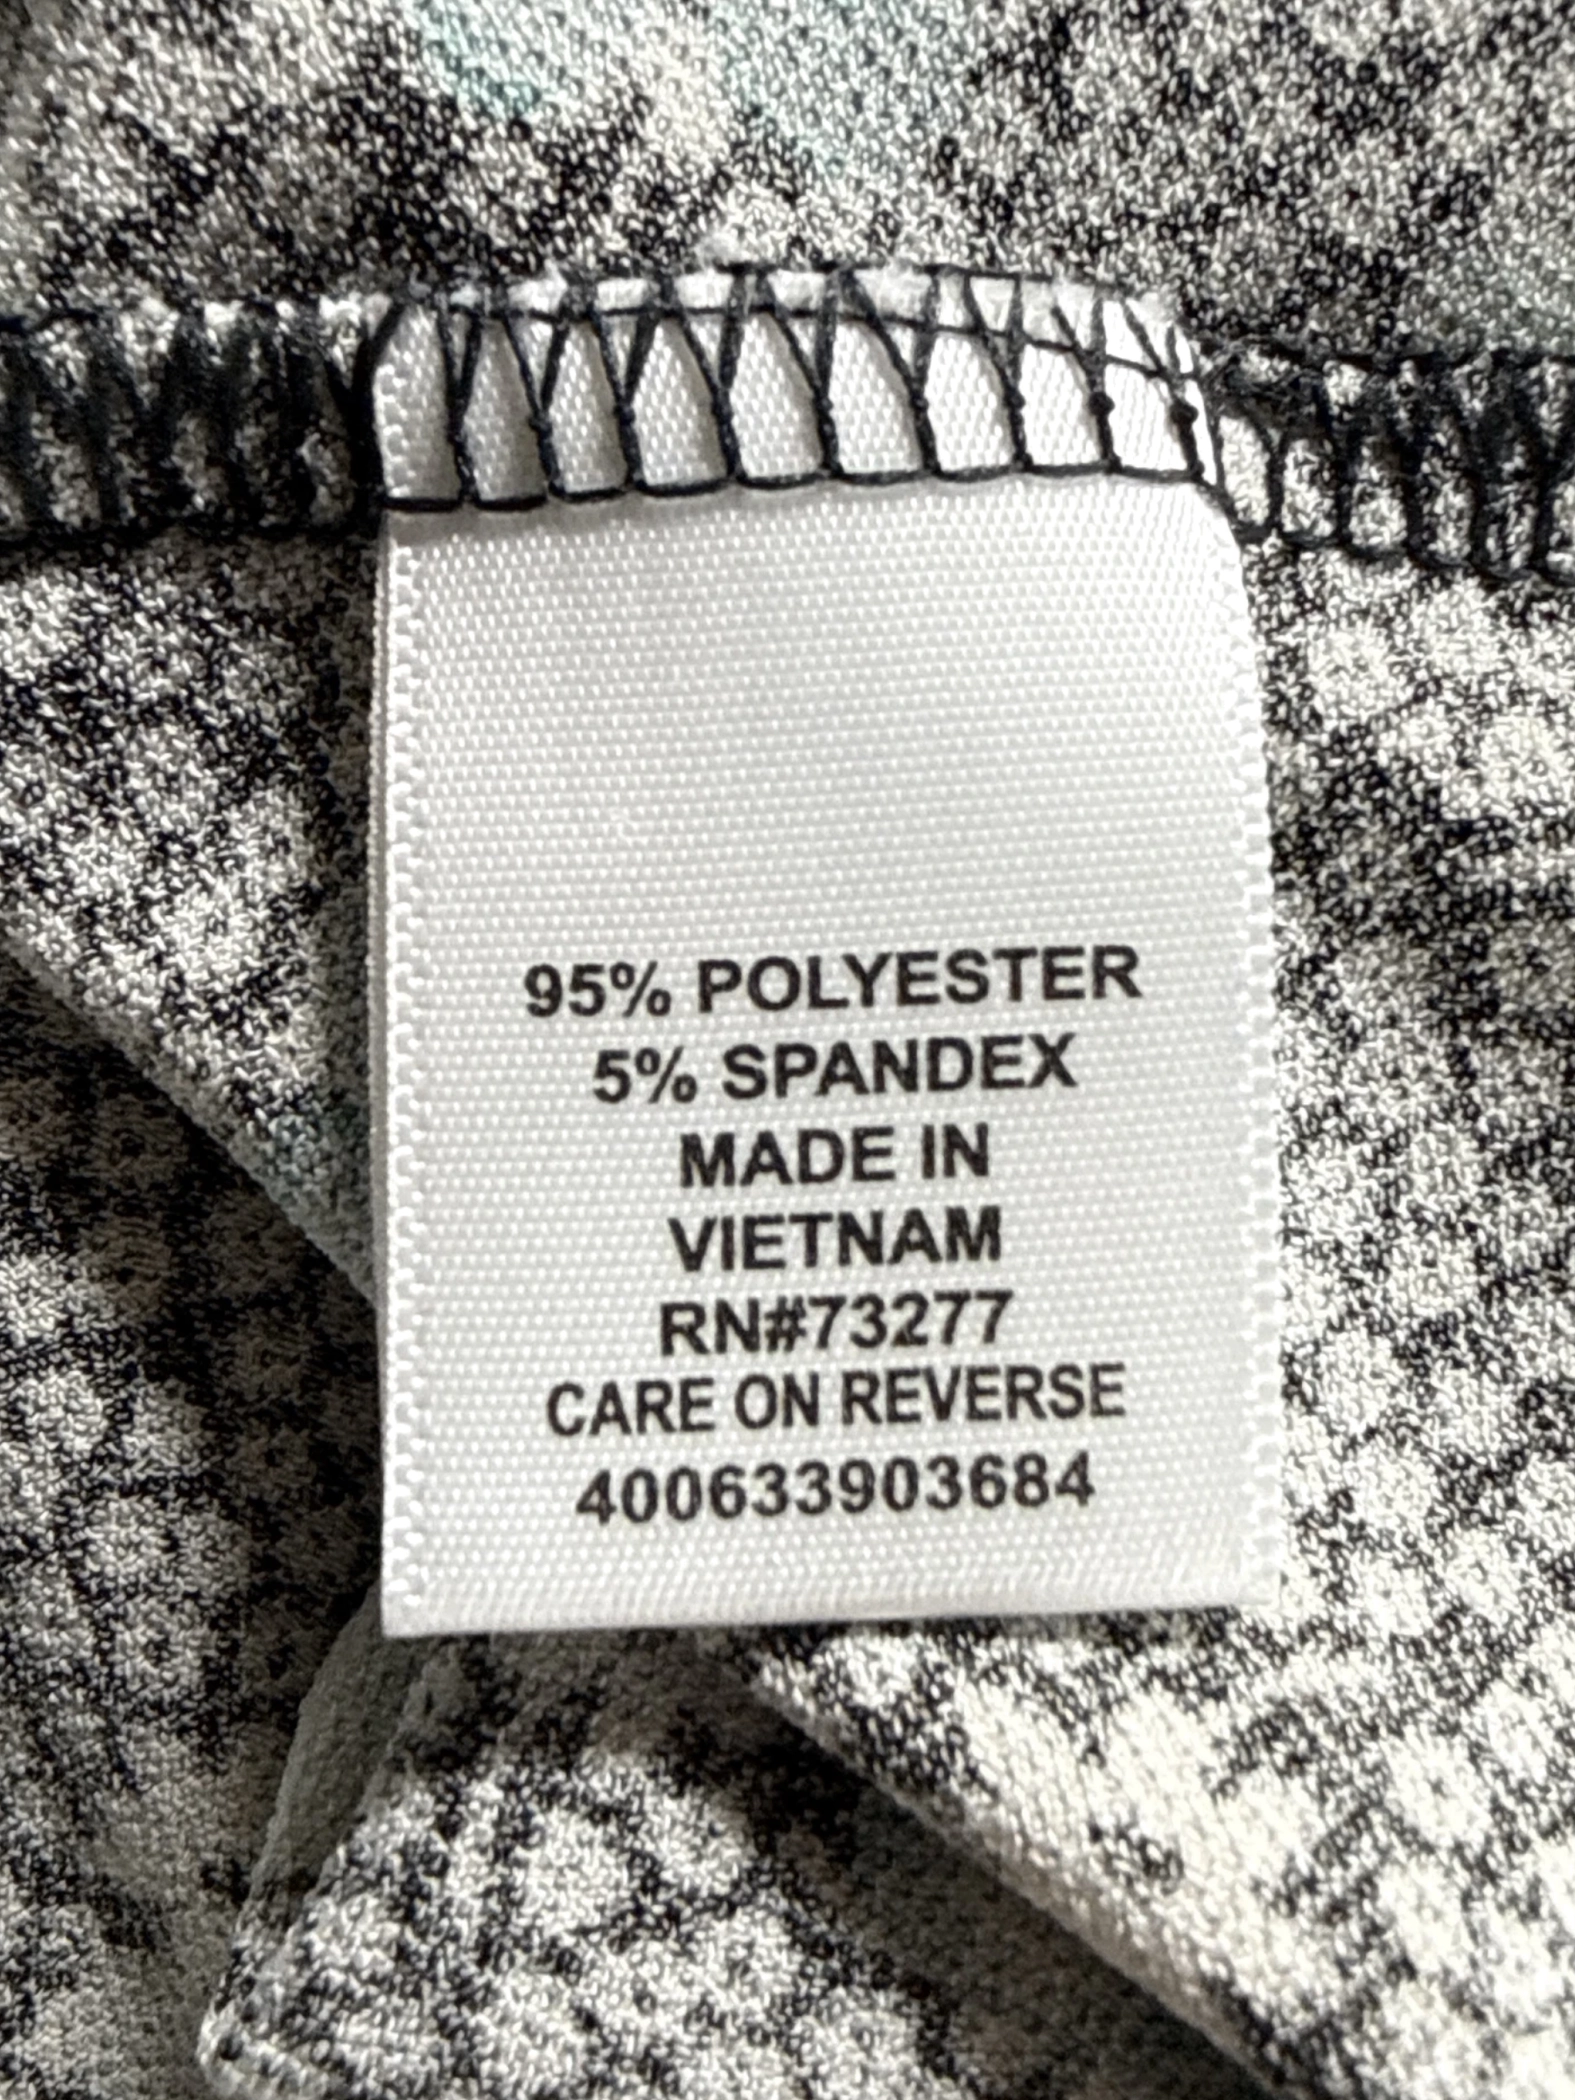 95% POLYESTER
5% SPANDEX
MADE IN
VIETNAM
RN#73277
CARE ON REVERSE
400633903684